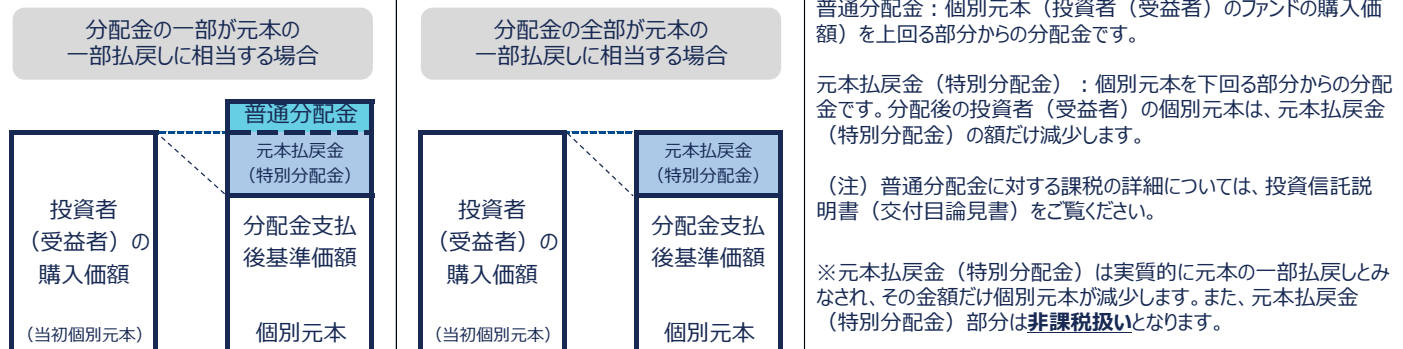 分配金の一部が元本の
一部払戻しに相当する場合
普通分配金
元本払戻金
（特別分配金）
投資者
（受益者）の
購入価額
（当初個別元本）
分配金支払
後基準価額
個別元本
分配金の全部が元本の
一部払戻しに相当する場合
元本払戻金
（特別分配金）
投資者
（受益者）の
購入価額
（当初個別元本）
分配金支払
後基準価額
個別元本
普通分配金：個別元本（投資者（受益者）のファンドの購入価
額）を上回る部分からの分配金です。
元本払戻金（特別分配金）：個別元本を下回る部分からの分配
金です。分配後の投資者（受益者）の個別元本は、元本払戻金
（特別分配金）の額だけ減少します。
（注）普通分配金に対する課税の詳細については、投資信託説
明書（交付目論見書）をご覧ください。
※元本払戻金（特別分配金）は実質的に元本の一部払戻しとみ
なされ、その金額だけ個別元本が減少します。また、元本払戻金
（特別分配金）部分は非課税扱いとなります。